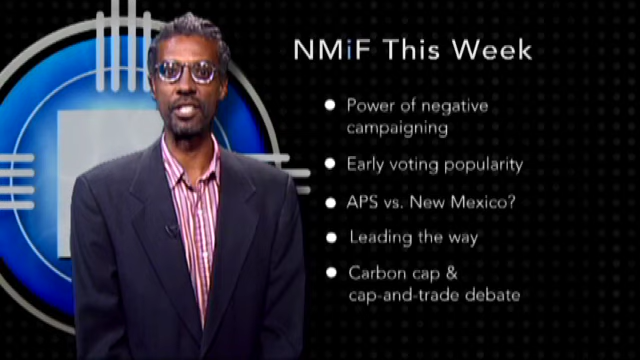 NMiF This Week
Power of negative
campaigning
Early voting popularity
APS vs. New Mexico?
Leading the way
Carbon cap &
cap-and-trade debate